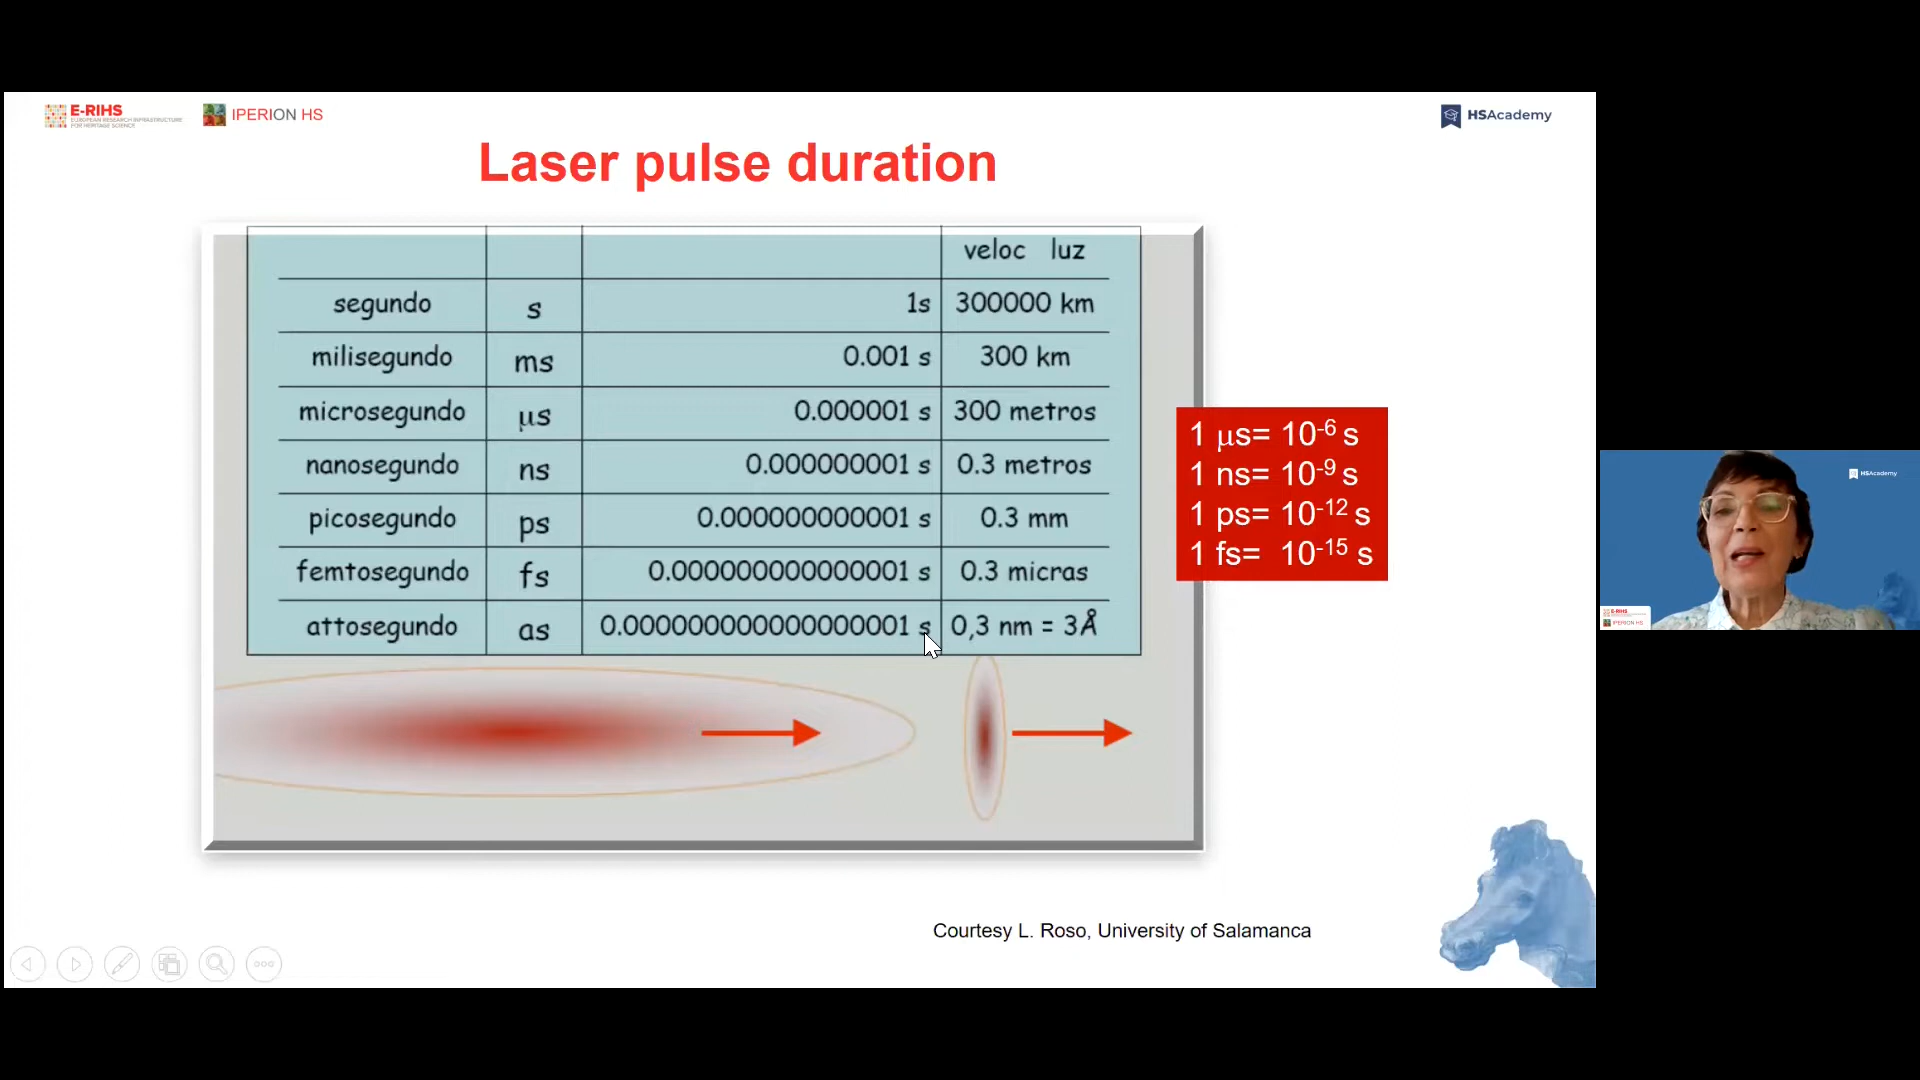 E-RIHS
EUROPEAN RESEARCH INFRASTRUCTURE
FOR HERITAGE SCIENCE
IPERION HS
HSAcademy
Laser pulse duration
veloc luz
segundo s 1s 300000 km
milisegundo ms 0.001 s 300 km
microsegundo μs 0.000001 s 300 metros
nanosegundo ns 0.000000001 s 0.3 metros
picosegundo ps 0.000000000001 s 0.3 mm
femtosegundo fs 0.000000000000001 s 0.3 micras
attosegundo as 0.000000000000000001 s 0,3 nm = 3Å
1 μs= 10⁻⁶ s
1 ns= 10⁻⁹ s
1 ps= 10⁻¹² s
1 fs= 10⁻¹⁵ s
Courtesy L. Roso, University of Salamanca
HSAcademy
E-RIHS
IPERION HS